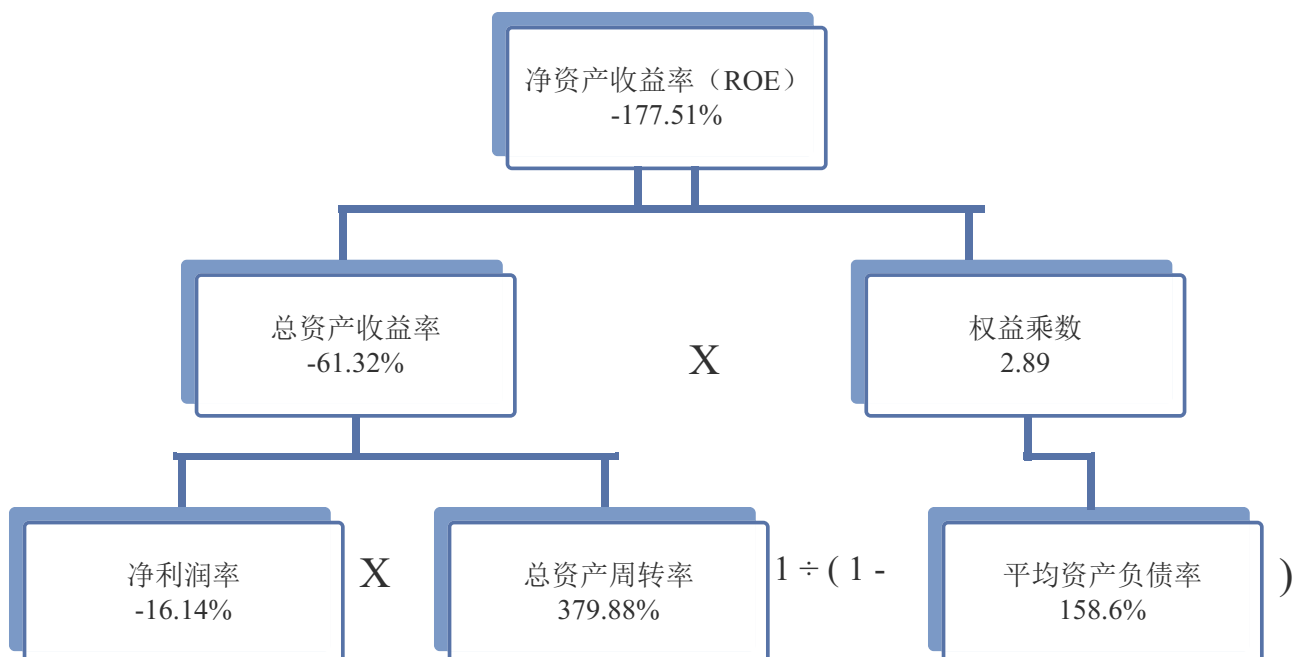 净资产收益率（ROE）
-177.51%
总资产收益率
-61.32%
X
权益乘数
2.89
净利润率
-16.14%
X
总资产周转率
379.88%
1 ÷ ( 1 -
平均资产负债率
158.6%
)